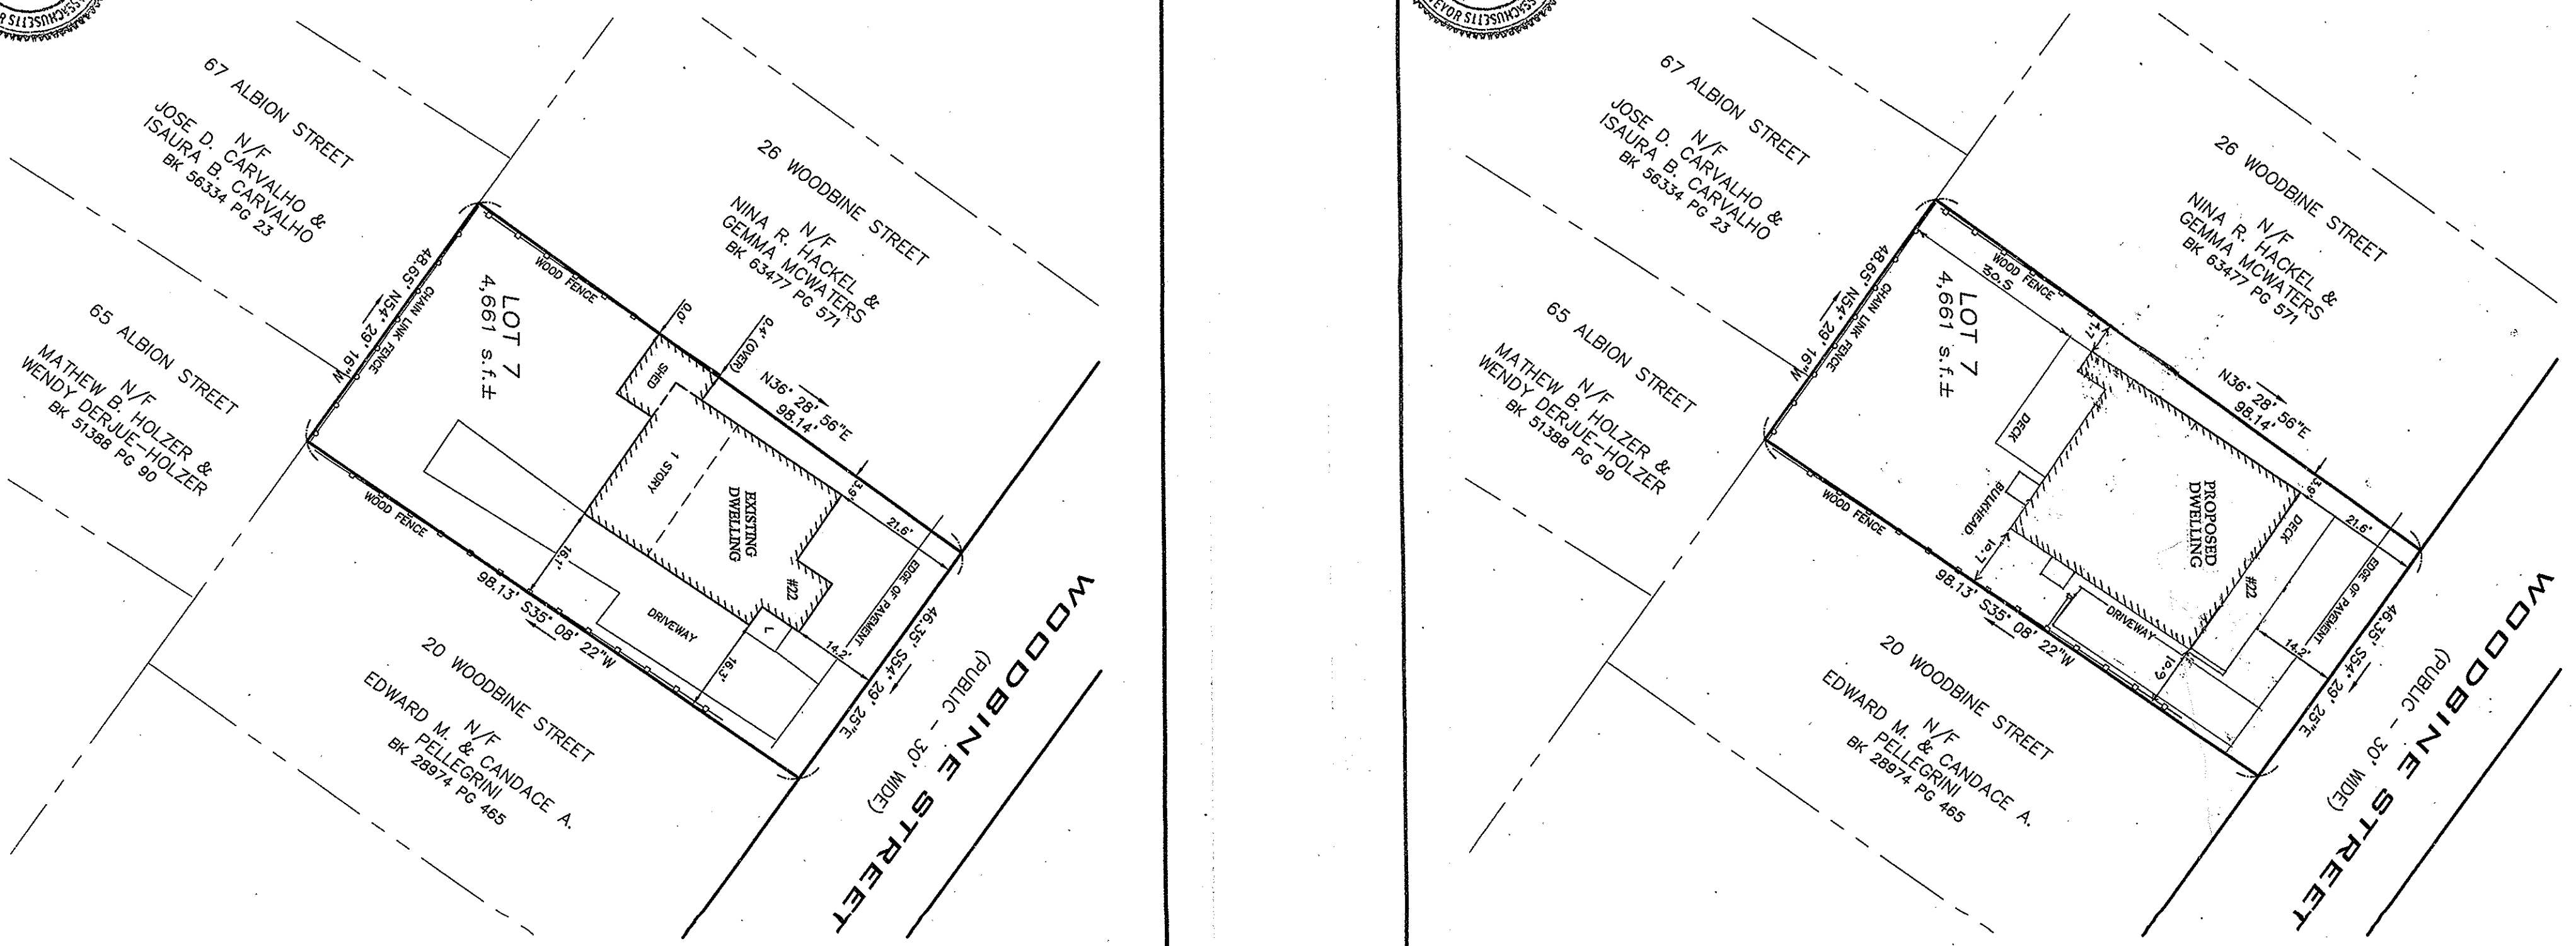 SSACHUSETTS
67 ALBION STREET
N/F
JOSE D. CARVALHO &
ISAURA B. CARVALHO
BK 56334 PG 23
26 WOODBINE STREET
N/F
NINA R. HACKEL &
GEMMA MCWATERS
BK 63477 PG 571
65 ALBION STREET
N/F
MATHEW B. HOLZER &
WENDY DERJUE-HOLZER
BK 51388 PG 90
48.65' N54° 29' 16"W
CHAIN LINK FENCE
LOT 7
4,661 s.f.±
WOOD FENCE
0.0'
0.4' (OVER)
SHED
N36° 28' 56"E
98.14'
1 STORY
EXISTING
DWELLING
3.9'
21.6'
#22
EDGE OF PAVEMENT
16.1'
WOOD FENCE
98.13' S35° 08' 22"W
DRIVEWAY
16.3'
14.2'
46.35' S54° 29' 25"E
20 WOODBINE STREET
N/F
EDWARD M. & CANDACE A.
PELLEGRINI
BK 28974 PG 465
WOODBINE STREET
(PUBLIC - 30' WIDE)
EYOR
SSACHUSETTS
67 ALBION STREET
N/F
JOSE D. CARVALHO &
ISAURA B. CARVALHO
BK 56334 PG 23
26 WOODBINE STREET
N/F
NINA R. HACKEL &
GEMMA MCWATERS
BK 63477 PG 571
65 ALBION STREET
N/F
MATHEW B. HOLZER &
WENDY DERJUE-HOLZER
BK 51388 PG 90
48.65' N54° 29' 16"W
CHAIN LINK FENCE
LOT 7
4,661 s.f.±
WOOD FENCE
30.5
DECK
BULKHEAD
N36° 28' 56"E
98.14'
PROPOSED
DWELLING
3.9'
21.6'
DECK
#22
EDGE OF PAVEMENT
10.7
WOOD FENCE
98.13' S35° 08' 22"W
DRIVEWAY
10.9
14.2'
46.35' S54° 29' 25"E
20 WOODBINE STREET
N/F
EDWARD M. & CANDACE A.
PELLEGRINI
BK 28974 PG 465
WOODBINE STREET
(PUBLIC - 30' WIDE)